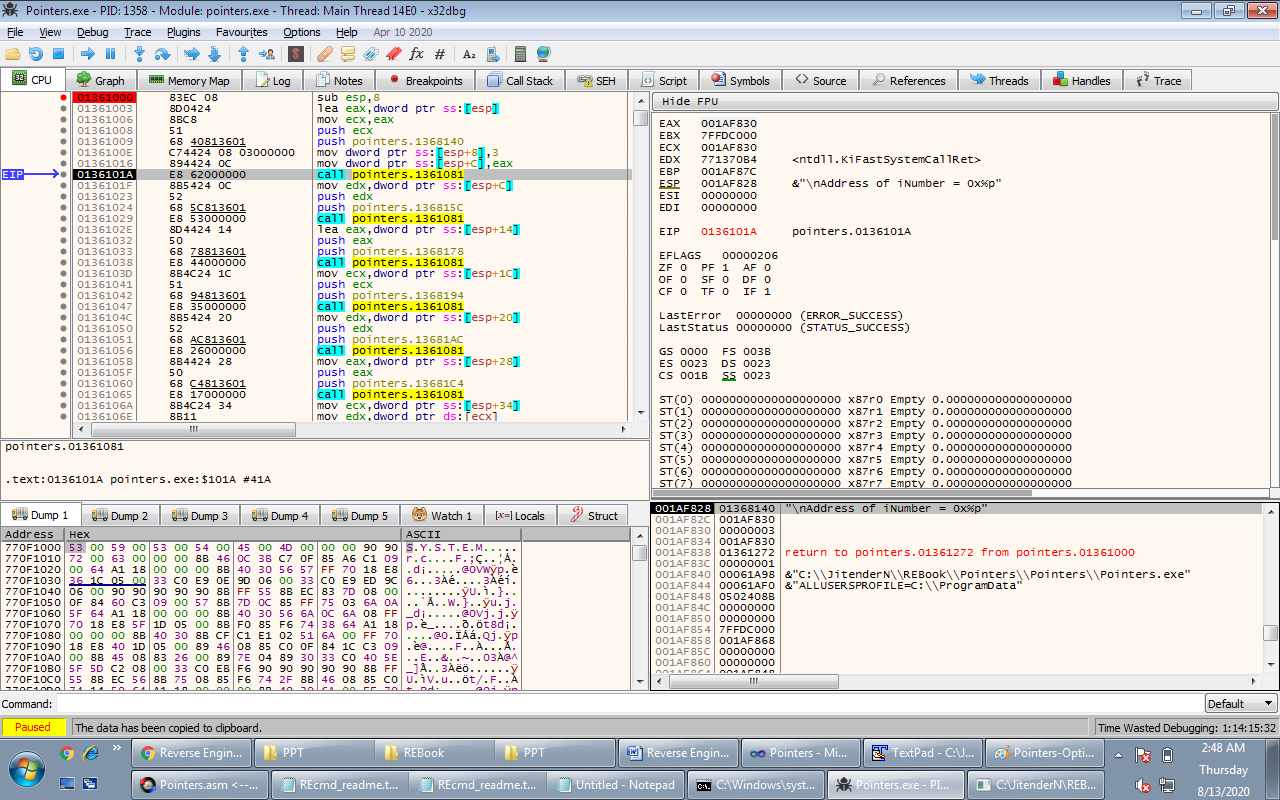 Pointers.exe - PID: 1358 - Module: pointers.exe - Thread: Main Thread 14E0 - x32dbg
File View Debug Trace Plugins Favourites Options Help Apr 10 2020
CPU Graph Memory Map Log Notes Breakpoints Call Stack SEH Script Symbols Source References Threads Handles Trace
01361000 83EC 08 sub esp,8
01361003 8D0424 lea eax,dword ptr ss:[esp]
01361006 8BC8 mov ecx,eax
01361008 51 push ecx
01361009 68 40813601 push pointers.1368140
0136100E C74424 08 03000000 mov dword ptr ss:[esp+8],3
01361016 894424 0C mov dword ptr ss:[esp+C],eax
EIP 0136101A E8 62000000 call pointers.1361081
0136101F 8B5424 0C mov edx,dword ptr ss:[esp+C]
01361023 52 push edx
01361024 68 5C813601 push pointers.136815C
01361029 E8 53000000 call pointers.1361081
0136102E 8D4424 14 lea eax,dword ptr ss:[esp+14]
01361032 50 push eax
01361033 68 78813601 push pointers.1368178
01361038 E8 44000000 call pointers.1361081
0136103D 8B4C24 1C mov ecx,dword ptr ss:[esp+1C]
01361041 51 push ecx
01361042 68 94813601 push pointers.1368194
01361047 E8 35000000 call pointers.1361081
0136104C 8B5424 20 mov edx,dword ptr ss:[esp+20]
01361050 52 push edx
01361051 68 AC813601 push pointers.13681AC
01361056 E8 26000000 call pointers.1361081
0136105B 8B4424 28 mov eax,dword ptr ss:[esp+28]
0136105F 50 push eax
01361060 68 C4813601 push pointers.13681C4
01361065 E8 17000000 call pointers.1361081
0136106A 8B4C24 34 mov ecx,dword ptr ss:[esp+34]
0136106E 8B11 mov edx,dword ptr ds:[ecx]
Hide FPU
EAX 001AF830
EBX 7FFDC000
ECX 001AF830
EDX 771370B4 <ntdll.KiFastSystemCallRet>
EBP 001AF87C
ESP 001AF828 &"\nAddress of iNumber = 0x%p"
ESI 00000000
EDI 00000000
EIP 0136101A pointers.0136101A
EFLAGS 00000206
ZF 0 PF 1 AF 0
OF 0 SF 0 DF 0
CF 0 TF 0 IF 1
LastError 00000000 (ERROR_SUCCESS)
LastStatus 00000000 (STATUS_SUCCESS)
GS 0000 FS 003B
ES 0023 DS 0023
CS 001B SS 0023
ST(0) 00000000000000000000 x87r0 Empty 0.000000000000000000
ST(1) 00000000000000000000 x87r1 Empty 0.000000000000000000
ST(2) 00000000000000000000 x87r2 Empty 0.000000000000000000
ST(3) 00000000000000000000 x87r3 Empty 0.000000000000000000
ST(4) 00000000000000000000 x87r4 Empty 0.000000000000000000
ST(5) 00000000000000000000 x87r5 Empty 0.000000000000000000
ST(6) 00000000000000000000 x87r6 Empty 0.000000000000000000
ST(7) 00000000000000000000 x87r7 Empty 0.000000000000000000
pointers.01361081
.text:0136101A pointers.exe:$101A #41A
Dump 1 Dump 2 Dump 3 Dump 4 Dump 5 Watch 1 Locals Struct
Address Hex ASCII
770F1000 53 00 59 00 53 00 54 00 45 00 4D 00 00 00 90 90 S.Y.S.T.E.M.....
770F1010 72 00 63 00 00 00 8B 46 0C 3B C7 0F 85 A6 C1 09
770F1020 00 64 A1 18 00 00 00 8B 40 30 56 57 FF 70 18 E8
770F1030 36 1C 05 00 33 C0 E9 0E 9D 06 00 33 C0 E9 ED 9C
770F1040 06 00 90 90 90 90 90 8B FF 55 8B EC 83 7D 08 00
770F1050 0F 84 60 C3 09 00 57 8B 7D 0C 85 FF 75 03 6A 0A
770F1060 5F 64 A1 18 00 00 00 8B 40 30 56 6A 0C 6A 08 FF
770F1070 70 18 E8 5F 1D 05 00 8B F0 85 F6 74 38 64 A1 18
770F1080 00 00 00 8B 40 30 8B CF C1 E1 02 51 6A 00 FF 70
770F1090 18 E8 40 1D 05 00 89 46 08 85 C0 0F 84 1C C3 09
770F10A0 00 8B 45 08 83 26 00 89 7E 04 89 30 33 C0 40 5E
770F10B0 5F 5D C2 08 00 33 C0 EB F6 90 90 90 90 90 8B FF
770F10C0 55 8B EC 56 8B 75 08 85 F6 74 2F 8B 46 08 85 C0
001AF828 01368140 "\nAddress of iNumber = 0x%p"
001AF82C 001AF830
001AF830 00000003
001AF834 001AF830
001AF838 01361272 return to pointers.01361272 from pointers.01361000
001AF83C 00000001
001AF840 00061A98 &"C:\\JitenderN\\REBook\\Pointers\\Pointers\\Pointers.exe"
001AF844 00061AF0 &"ALLUSERSPROFILE=C:\\ProgramData"
001AF848 0502408B
001AF84C 00000000
001AF850 00000000
001AF854 7FFDC000
001AF858 001AF868
001AF85C 00000000
001AF860 00000000
Command: Default
Paused The data has been copied to clipboard. Time Wasted Debugging: 1:14:15:32
Reverse Engin... PPT REBook PPT Reverse Engin... Pointers - Mi... TextPad - C:\J... Pointers-Opti... 2:48 AM
Thursday
Pointers.asm <--... REcmd_readme.t... REcmd_readme.t... Untitled - Notepad C:\Windows\syst... Pointers.exe - PI... C:\JitenderN\REB... 8/13/2020